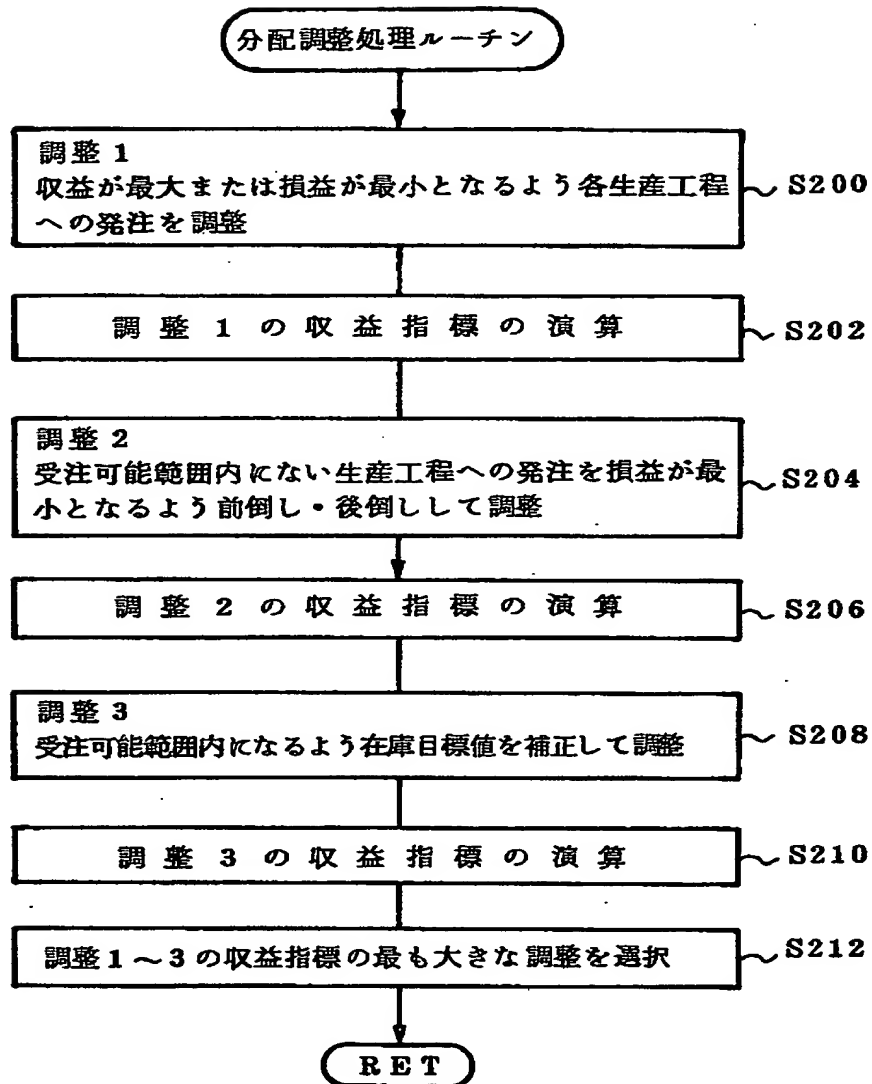 分配調整処理ルーチン
調整1
収益が最大または損益が最小となるよう各生産工程
への発注を調整
S200
調整1の収益指標の演算
S202
調整2
受注可能範囲内にない生産工程への発注を損益が最
小となるよう前倒し・後倒しして調整
S204
調整2の収益指標の演算
S206
調整3
受注可能範囲内になるよう在庫目標値を補正して調整
S208
調整3の収益指標の演算
S210
調整1～3の収益指標の最も大きな調整を選択
S212
RET